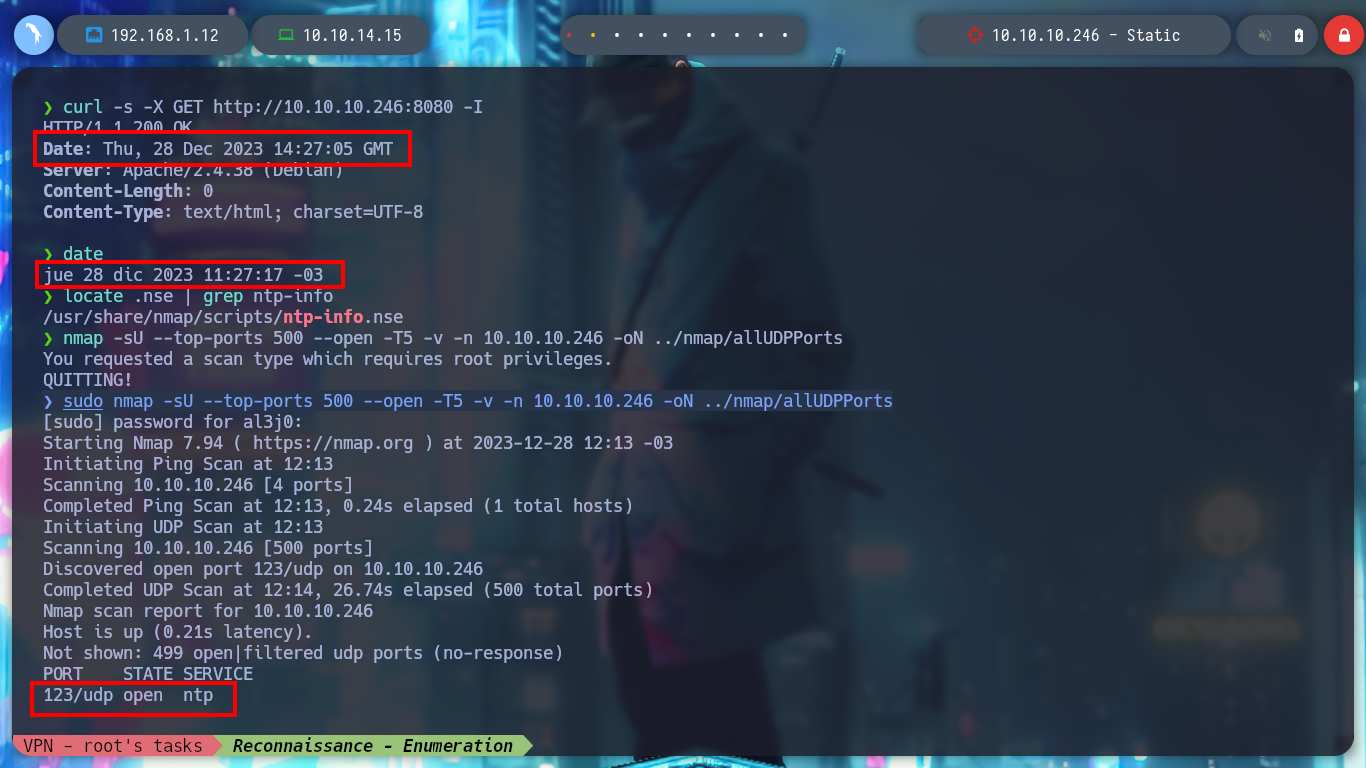 192.168.1.12 10.10.14.15 10.10.10.246 - Static
❯ curl -s -X GET http://10.10.10.246:8080 -I
HTTP/1.1 200 OK
Date: Thu, 28 Dec 2023 14:27:05 GMT
Server: Apache/2.4.38 (Debian)
Content-Length: 0
Content-Type: text/html; charset=UTF-8
❯ date
jue 28 dic 2023 11:27:17 -03
❯ locate .nse | grep ntp-info
/usr/share/nmap/scripts/ntp-info.nse
❯ nmap -sU --top-ports 500 --open -T5 -v -n 10.10.10.246 -oN ../nmap/allUDPPorts
You requested a scan type which requires root privileges.
QUITTING!
❯ sudo nmap -sU --top-ports 500 --open -T5 -v -n 10.10.10.246 -oN ../nmap/allUDPPorts
[sudo] password for al3j0:
Starting Nmap 7.94 ( https://nmap.org ) at 2023-12-28 12:13 -03
Initiating Ping Scan at 12:13
Scanning 10.10.10.246 [4 ports]
Completed Ping Scan at 12:13, 0.24s elapsed (1 total hosts)
Initiating UDP Scan at 12:13
Scanning 10.10.10.246 [500 ports]
Discovered open port 123/udp on 10.10.10.246
Completed UDP Scan at 12:14, 26.74s elapsed (500 total ports)
Nmap scan report for 10.10.10.246
Host is up (0.21s latency).
Not shown: 499 open|filtered udp ports (no-response)
PORT    STATE SERVICE
123/udp open  ntp
VPN - root's tasks Reconnaissance - Enumeration